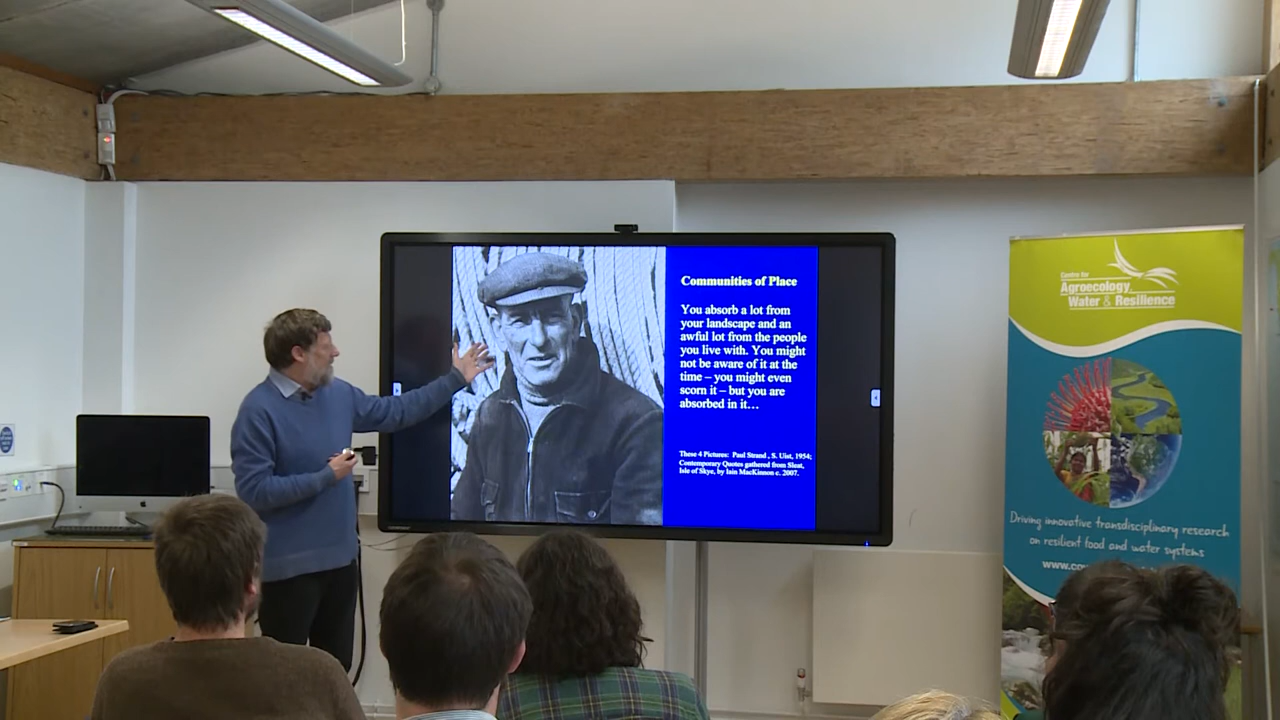 Communities of Place
You absorb a lot from
your landscape and an
awful lot from the people
you live with. You might
not be aware of it at the
time – you might even
scorn it – but you are
absorbed in it…
These 4 Pictures: Paul Strand , S. Uist, 1954;
Contemporary Quotes gathered from Sleat,
Isle of Skye, by Iain MacKinnon c. 2007.
Centre for
Agroecology,
Water & Resilience
Driving innovative transdisciplinary research
on resilient food and water systems